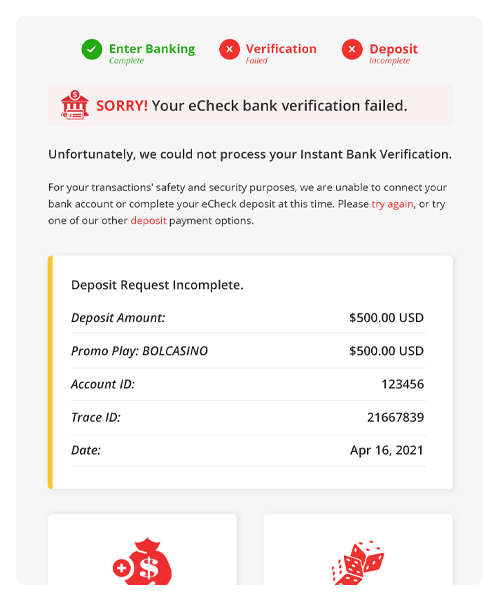 Enter Banking Verification Deposit
Complete Failed Incomplete
SORRY! Your eCheck bank verification failed.
Unfortunately, we could not process your Instant Bank Verification.
For your transactions' safety and security purposes, we are unable to connect your
bank account or complete your eCheck deposit at this time. Please try again, or try
one of our other deposit payment options.
Deposit Request Incomplete.
Deposit Amount: $500.00 USD
Promo Play: BOLCASINO $500.00 USD
Account ID: 123456
Trace ID: 21667839
Date: Apr 16, 2021